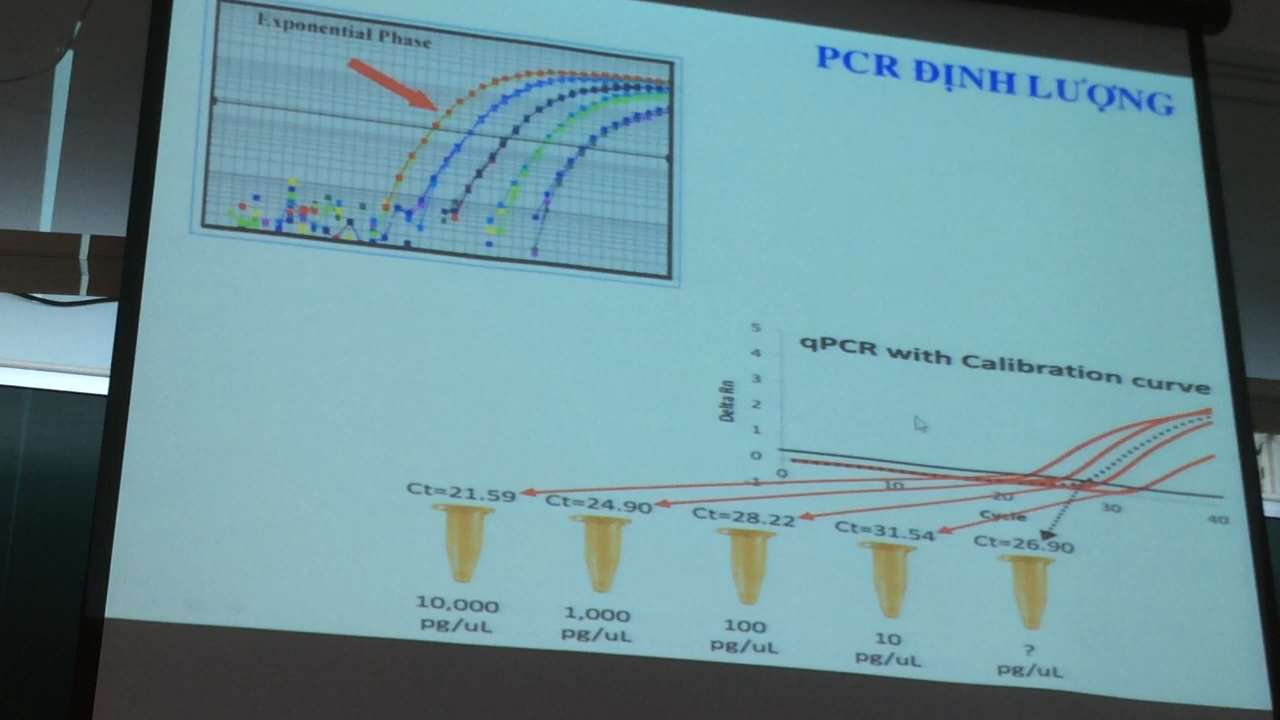 Exponential Phase
PCR ĐỊNH LƯỢNG
qPCR with Calibration curve
5
4
3
2
1
0
-1
Delta Rn
0
10
20
30
40
Cycle
Ct=21.59
Ct=24.90
Ct=28.22
Ct=31.54
Ct=26.90
10,000
pg/uL
1,000
pg/uL
100
pg/uL
10
pg/uL
?
pg/uL